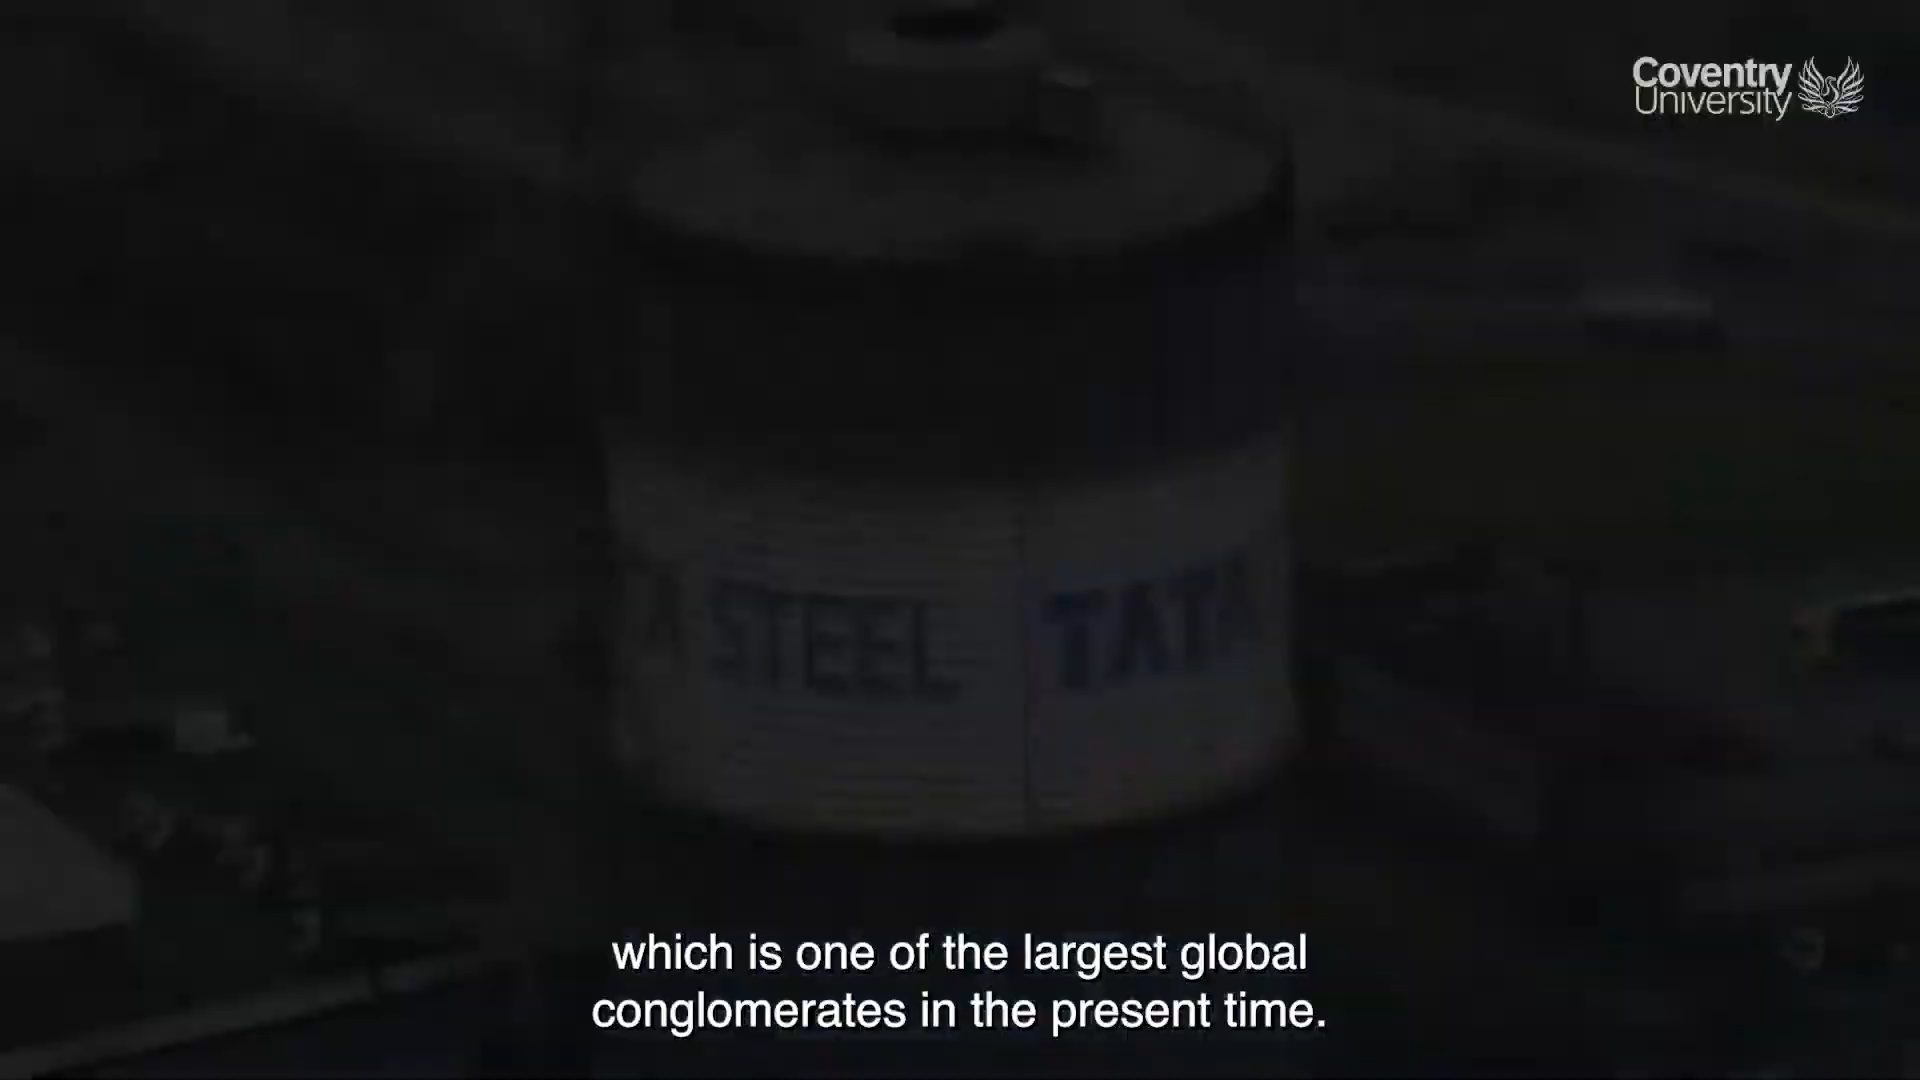 Coventry
University
STEEL TATA
which is one of the largest global
conglomerates in the present time.